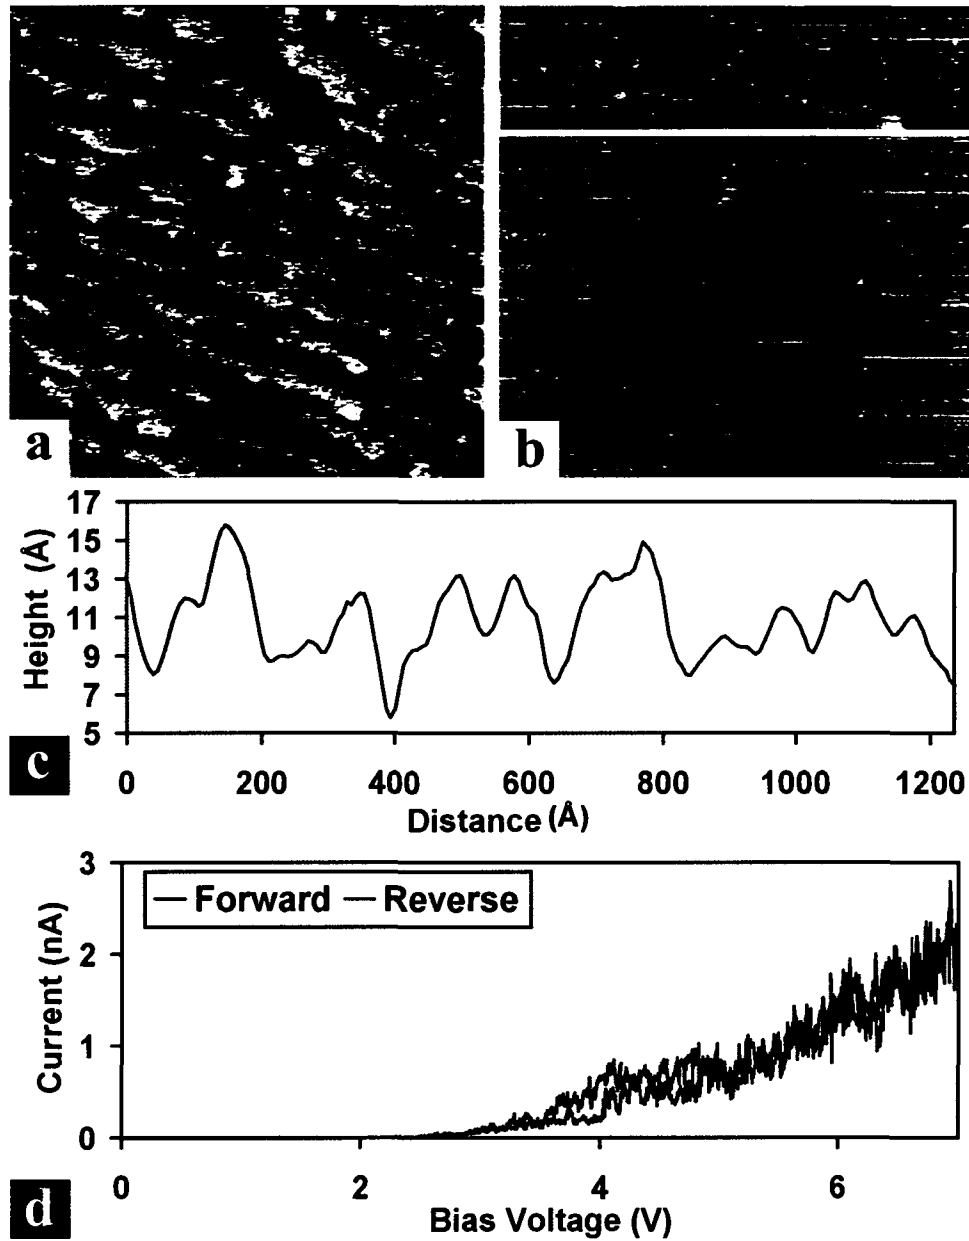 a
b
17
15
13
11
9
7
5
Height (Å)
c
0 200 400 600 800 1000 1200
Distance (Å)
3
2
1
0
Current (nA)
Forward Reverse
0 2 4 6
d
Bias Voltage (V)